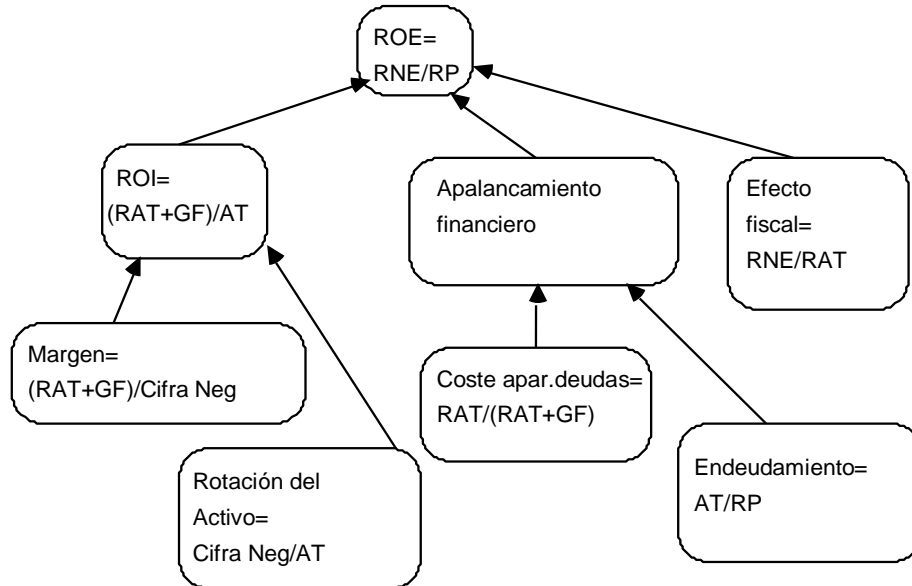 ROE=
RNE/RP
ROI=
(RAT+GF)/AT
Apalancamiento
financiero
Efecto
fiscal=
RNE/RAT
Margen=
(RAT+GF)/Cifra Neg
Coste apar.deudas=
RAT/(RAT+GF)
Rotación del
Activo=
Cifra Neg/AT
Endeudamiento=
AT/RP